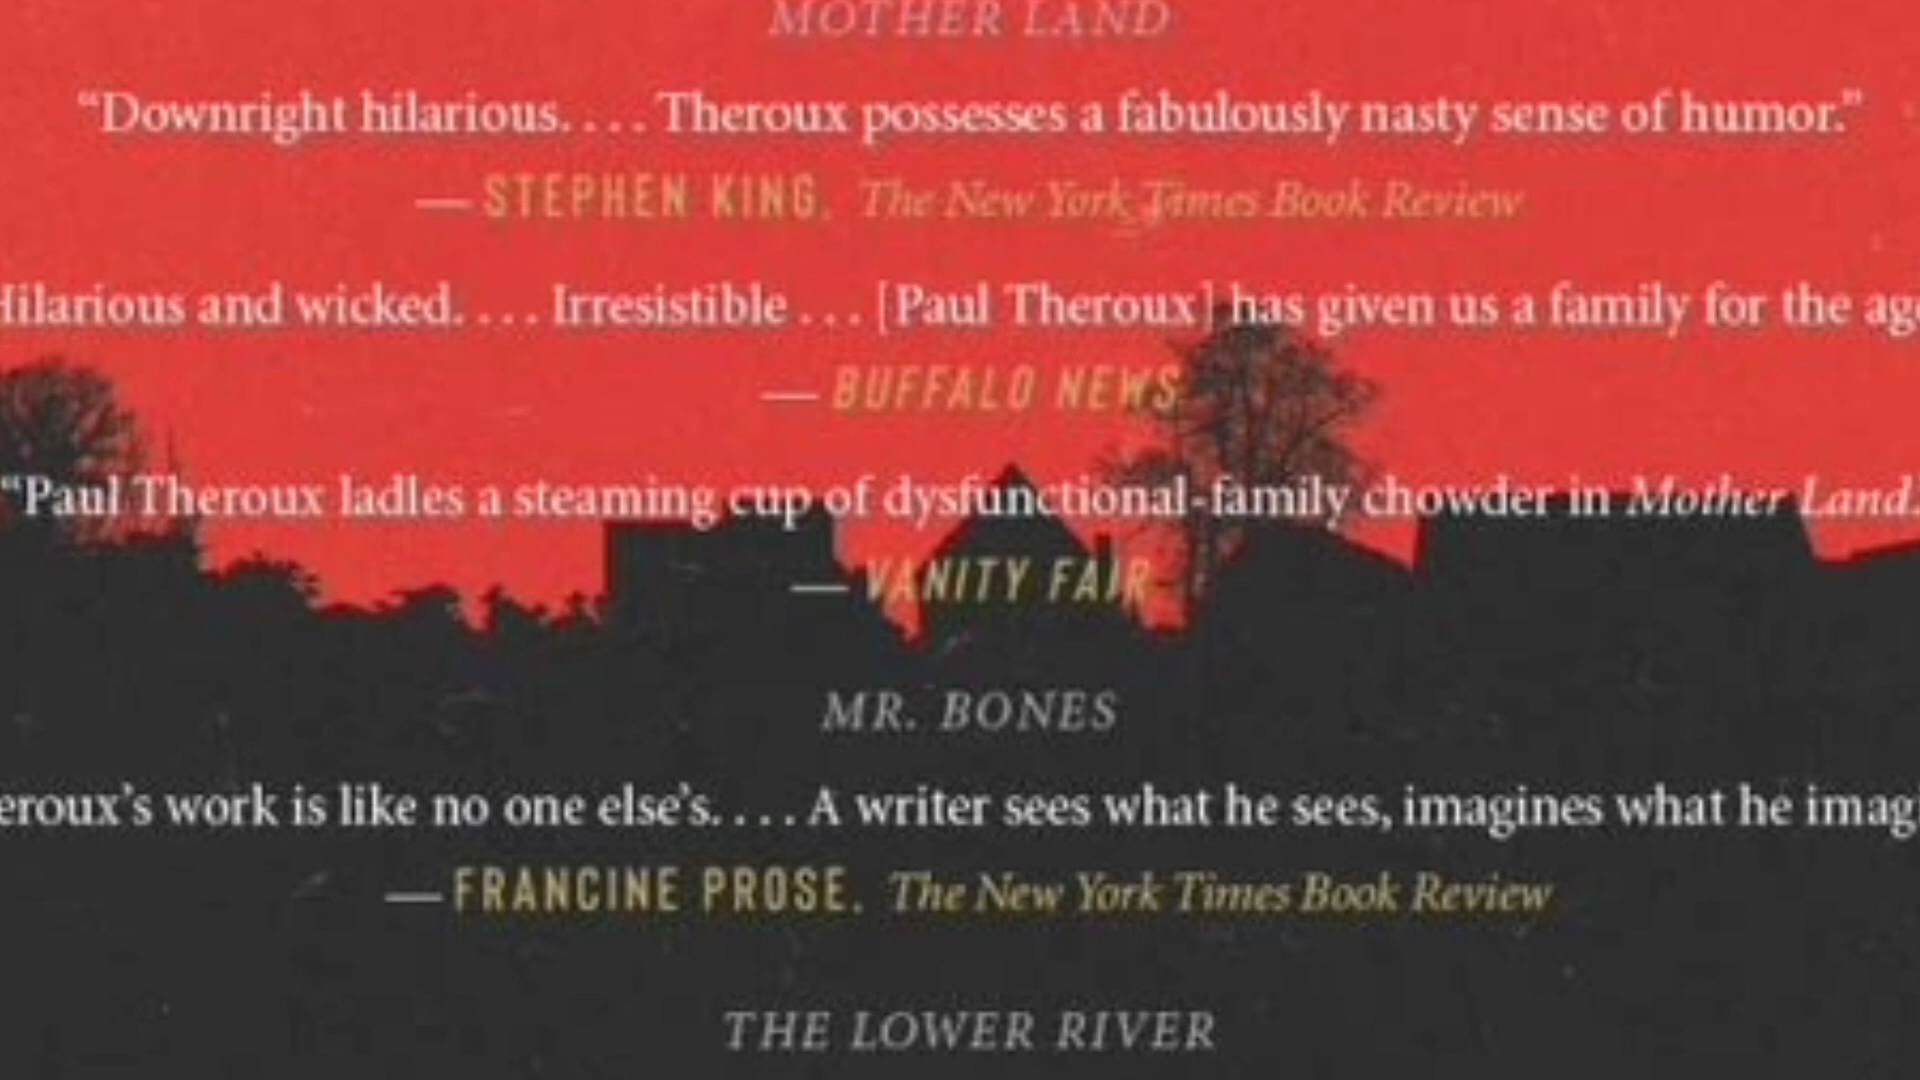 MOTHER LAND
“Downright hilarious. . . . Theroux possesses a fabulously nasty sense of humor.”
— STEPHEN KING, The New York Times Book Review
Hilarious and wicked. . . . Irresistible . . . [Paul Theroux] has given us a family for the
— BUFFALO NEWS
“Paul Theroux ladles a steaming cup of dysfunctional-family chowder in Mother Land.
— VANITY FAIR
MR. BONES
eroux’s work is like no one else’s. . . . A writer sees what he sees, imagines what he imag
— FRANCINE PROSE, The New York Times Book Review
THE LOWER RIVER